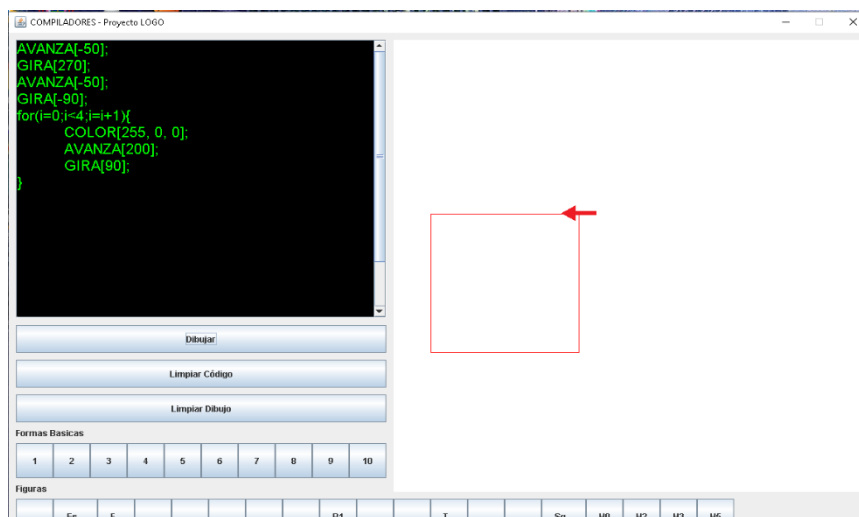 COMPILADORES - Proyecto LOGO
AVANZA[-50];
GIRA[270];
AVANZA[-50];
GIRA[-90];
for(i=0;i<4;i=i+1){
COLOR[255, 0, 0];
AVANZA[200];
GIRA[90];
}
Dibujar
Limpiar Código
Limpiar Dibujo
Formas Basicas
1 2 3 4 5 6 7 8 9 10
Figuras